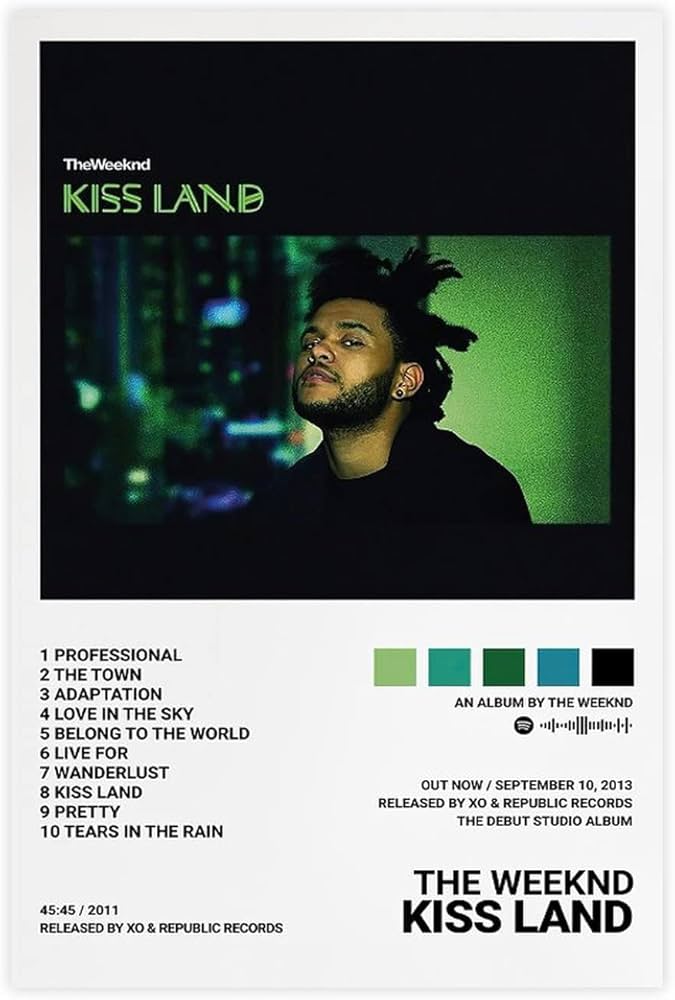 TheWeeknd
KISS LAND
1 PROFESSIONAL
2 THE TOWN
3 ADAPTATION
4 LOVE IN THE SKY
5 BELONG TO THE WORLD
6 LIVE FOR
7 WANDERLUST
8 KISS LAND
9 PRETTY
10 TEARS IN THE RAIN
45:45 / 2011
RELEASED BY XO & REPUBLIC RECORDS
AN ALBUM BY THE WEEKND
OUT NOW / SEPTEMBER 10, 2013
RELEASED BY XO & REPUBLIC RECORDS
THE DEBUT STUDIO ALBUM
THE WEEKND
KISS LAND